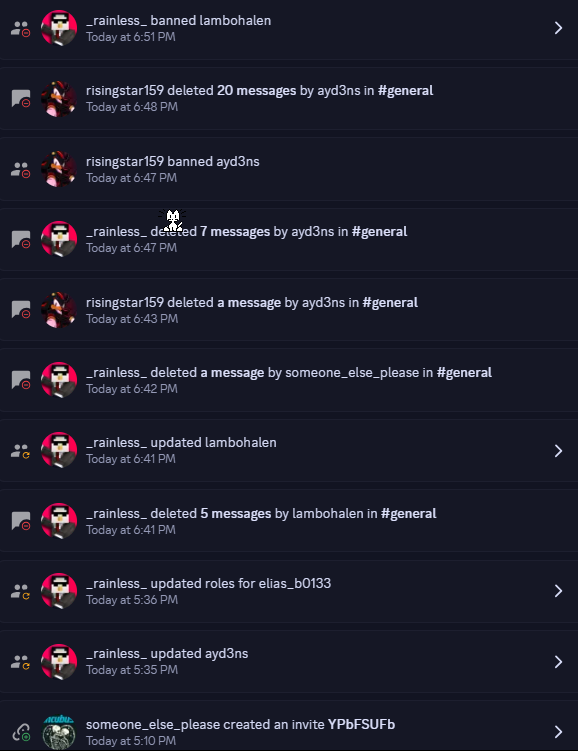 _rainless_ banned lambohalen
Today at 6:51 PM
risingstar159 deleted 20 messages by ayd3ns in #general
Today at 6:48 PM
risingstar159 banned ayd3ns
Today at 6:47 PM
_rainless_ deleted 7 messages by ayd3ns in #general
Today at 6:47 PM
risingstar159 deleted a message by ayd3ns in #general
Today at 6:43 PM
_rainless_ deleted a message by someone_else_please in #general
Today at 6:42 PM
_rainless_ updated lambohalen
Today at 6:41 PM
_rainless_ deleted 5 messages by lambohalen in #general
Today at 6:41 PM
_rainless_ updated roles for elias_b0133
Today at 5:36 PM
_rainless_ updated ayd3ns
Today at 5:35 PM
someone_else_please created an invite YPbFSUFb
Today at 5:10 PM